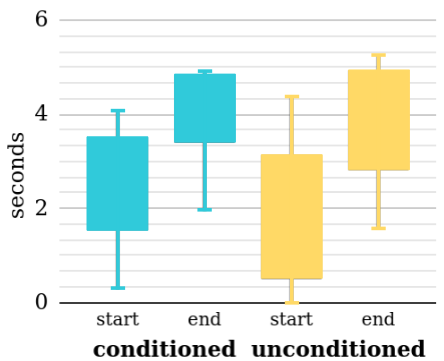 6
4
2
0
seconds
start end start end
conditioned unconditioned